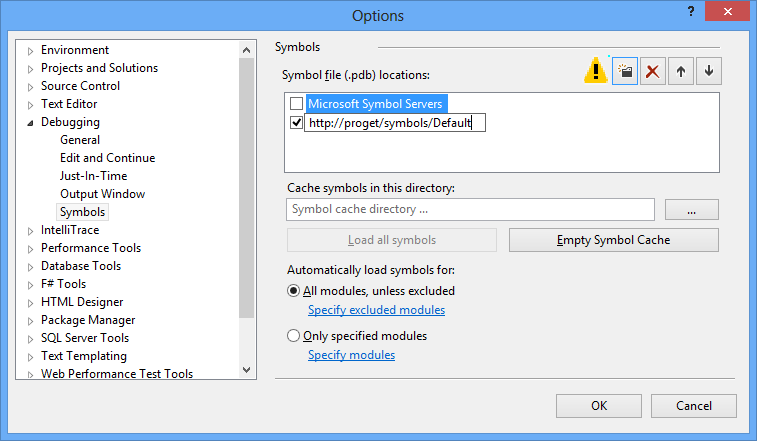 Options
?
Environment
Projects and Solutions
Source Control
Text Editor
Debugging
General
Edit and Continue
Just-In-Time
Output Window
Symbols
IntelliTrace
Performance Tools
Database Tools
F# Tools
HTML Designer
Package Manager
SQL Server Tools
Text Templating
Web Performance Test Tools
Symbols
Symbol file (.pdb) locations:
Microsoft Symbol Servers
http://proget/symbols/Default
Cache symbols in this directory:
Symbol cache directory ...
...
Load all symbols
Empty Symbol Cache
Automatically load symbols for:
All modules, unless excluded
Specify excluded modules
Only specified modules
Specify modules
OK
Cancel